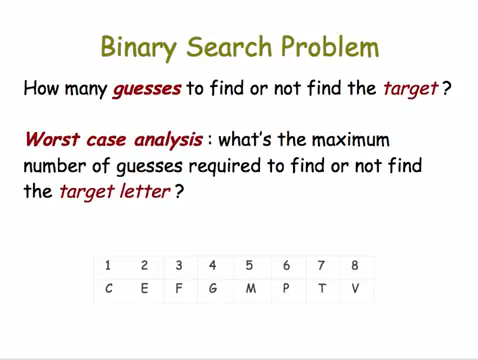 Binary Search Problem
How many guesses to find or not find the target ?
Worst case analysis : what's the maximum
number of guesses required to find or not find
the target letter ?
1 2 3 4 5 6 7 8
C E F G M P T V